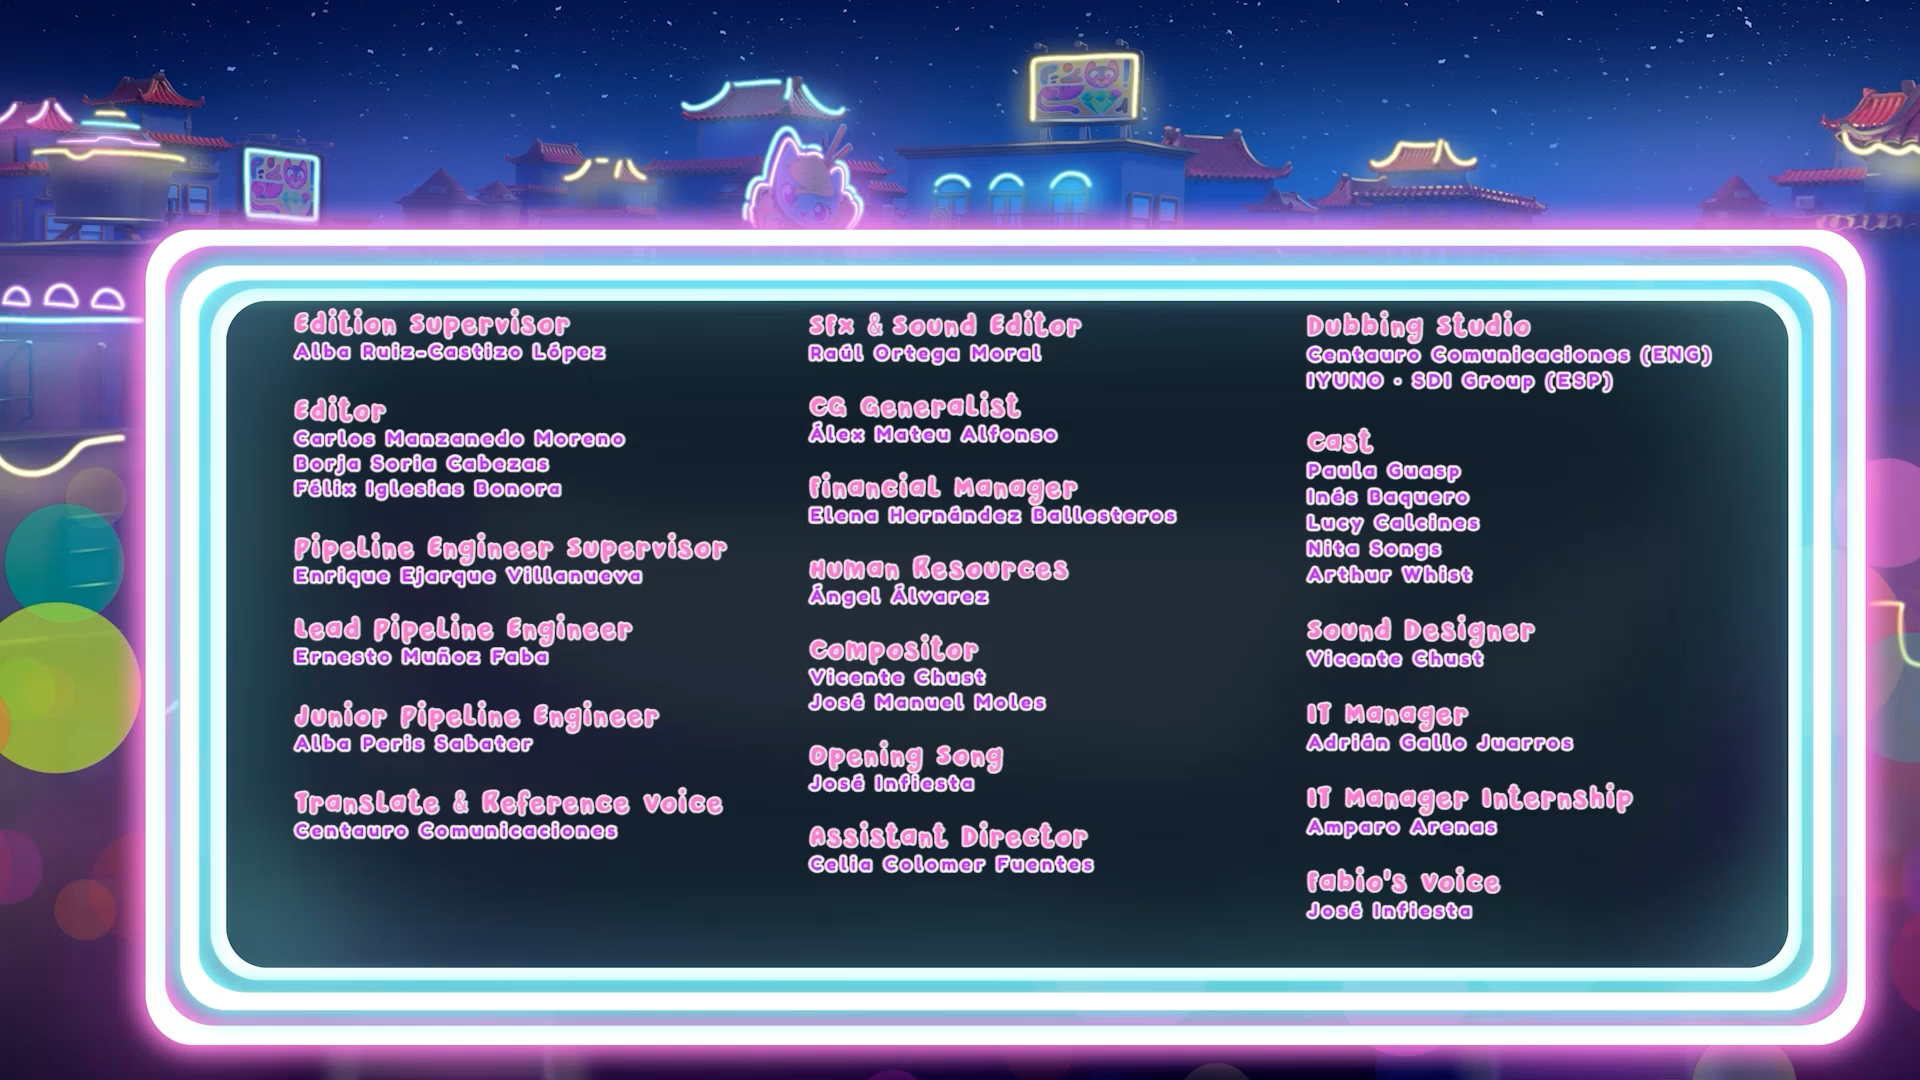 Edition Supervisor
Alba Ruiz-Castizo López
Editor
Carlos Manzanedo Moreno
Borja Soria Cabezas
Félix Iglesias Bonora
Pipeline Engineer Supervisor
Enrique Ejarque Villanueva
Lead Pipeline Engineer
Ernesto Muñoz Faba
Junior Pipeline Engineer
Alba Peris Sabater
Translate & Reference Voice
Centauro Comunicaciones
Sfx & Sound Editor
Raúl Ortega Moral
CG Generalist
Álex Mateu Alfonso
Financial Manager
Elena Hernández Ballesteros
Human Resources
Ángel Álvarez
Compositor
Vicente Chust
José Manuel Moles
Opening Song
José Infiesta
Assistant Director
Celia Colomer Fuentes
Dubbing Studio
Centauro Comunicaciones (ENG)
IYUNO · SDI Group (ESP)
Cast
Paula Guasp
Inés Baquero
Lucy Calcines
Nita Songs
Arthur Whist
Sound Designer
Vicente Chust
IT Manager
Adrián Gallo Juarros
IT Manager Internship
Amparo Arenas
Fabio's Voice
José Infiesta